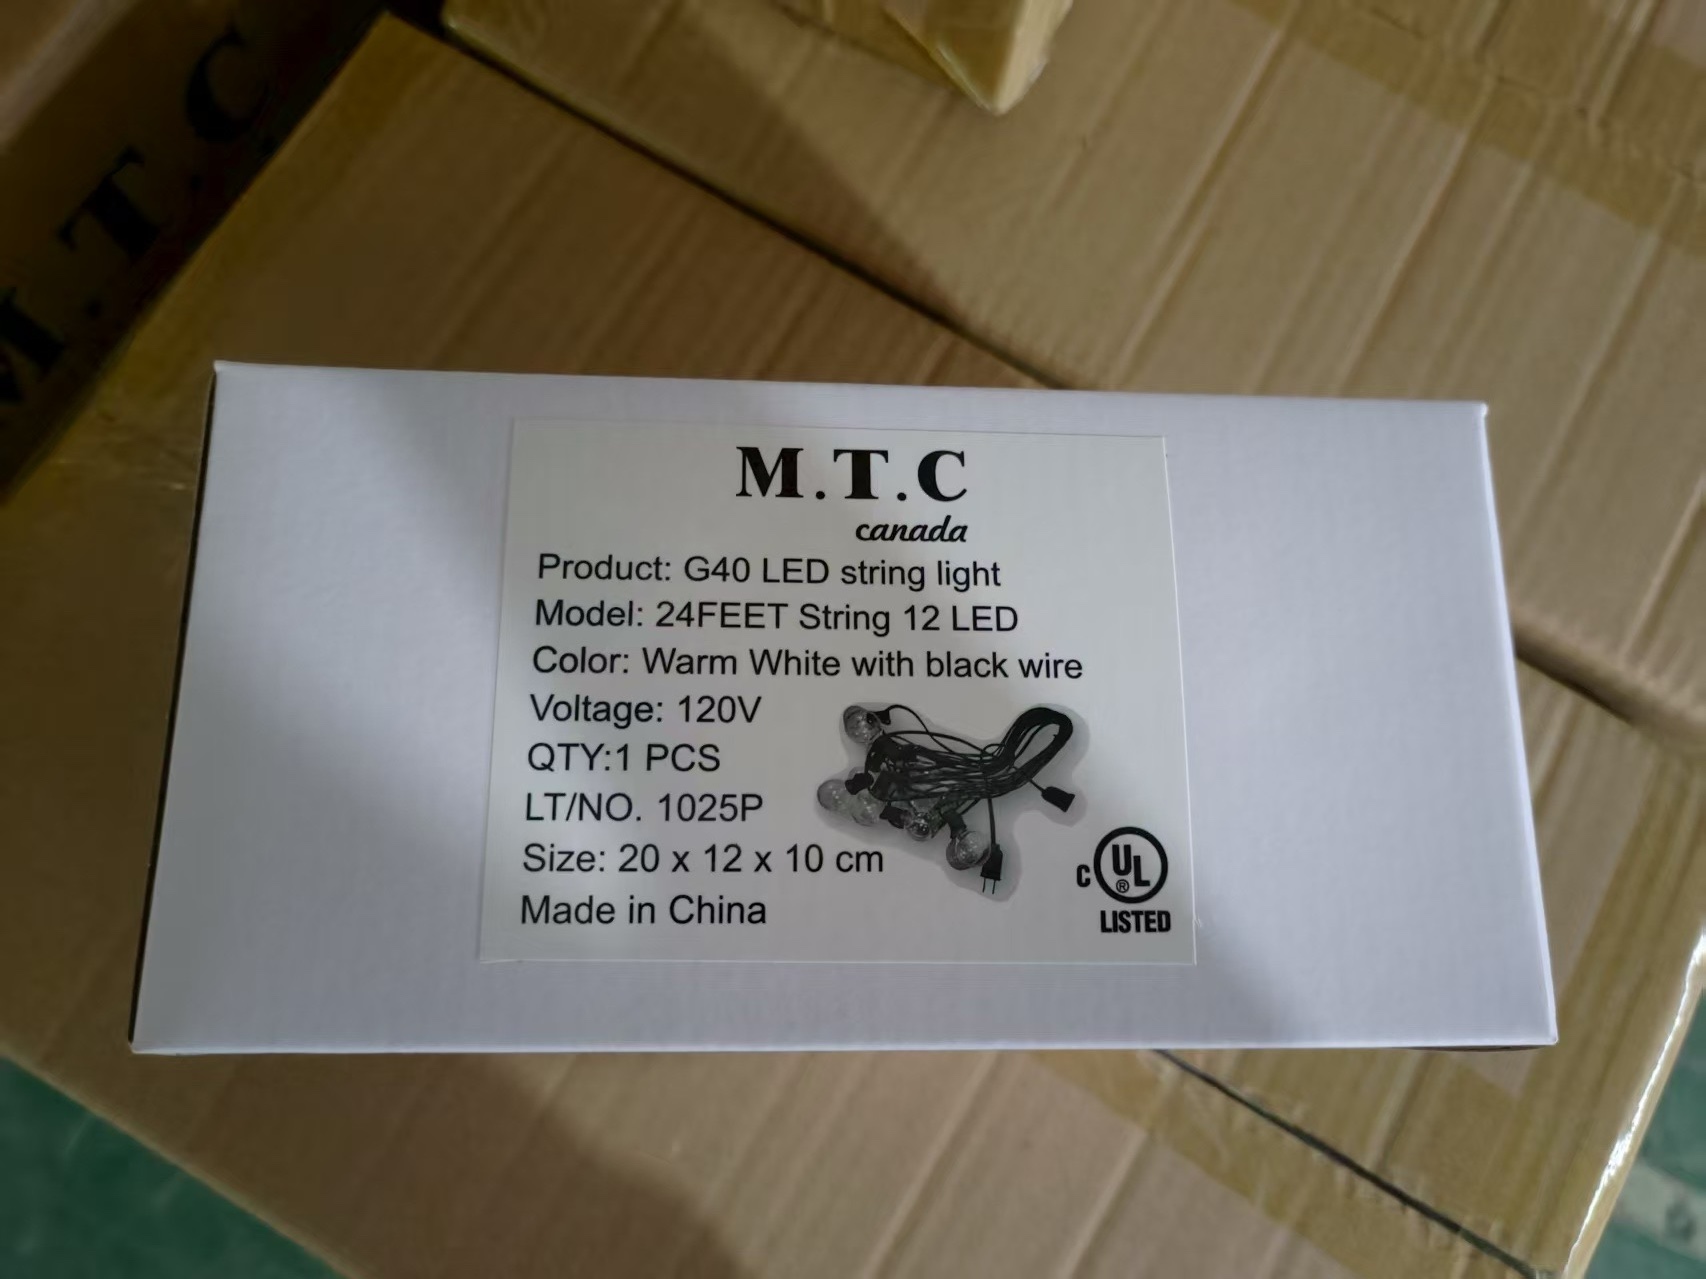 M.T.C
M.T.C
canada
Product: G40 LED string light
Model: 24FEET String 12 LED
Color: Warm White with black wire
Voltage: 120V
QTY:1 PCS
LT/NO. 1025P
Size: 20 x 12 x 10 cm
Made in China
C UL ®
LISTED